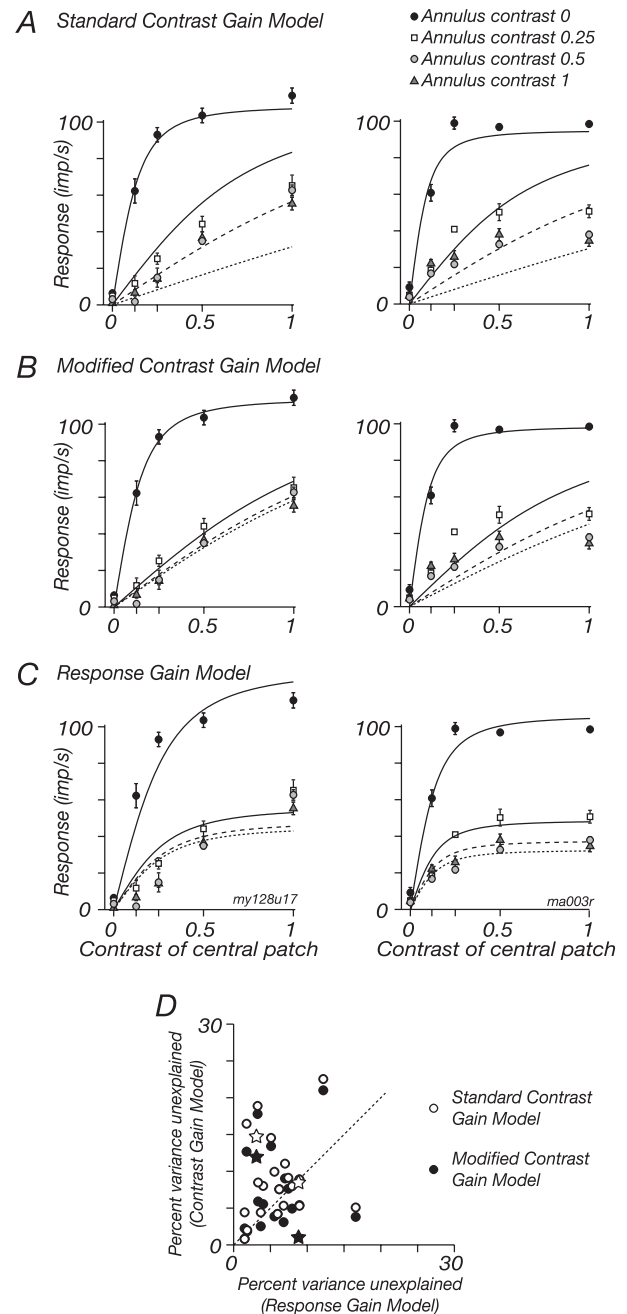 A Standard Contrast Gain Model
● Annulus contrast 0
□ Annulus contrast 0.25
○ Annulus contrast 0.5
▲ Annulus contrast 1
Response (imp/s)
100
0
0 0.5 1
100
0
0 0.5 1
B Modified Contrast Gain Model
Response (imp/s)
100
0
0 0.5 1
100
0
0 0.5 1
C Response Gain Model
Response (imp/s)
100
0
my128u17
0 0.5 1
Contrast of central patch
100
0
ma003r
0 0.5 1
Contrast of central patch
D
Percent variance unexplained
(Contrast Gain Model)
30
0
0 30
Percent variance unexplained
(Response Gain Model)
○ Standard Contrast
Gain Model
● Modified Contrast
Gain Model